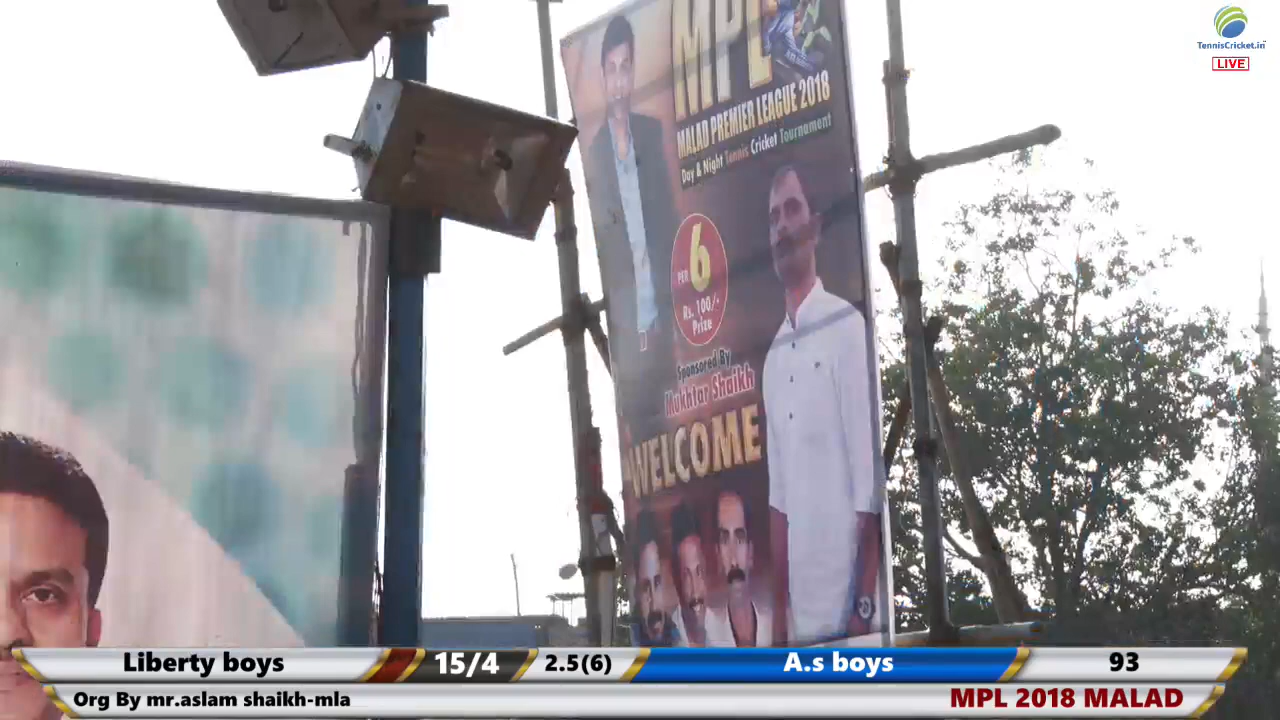 TennisCricket.in
LIVE
MPL
MALAD PREMIER LEAGUE 2018
Day & Night Tennis Cricket Tournament
PER 6
Rs. 100/-
Prize
Sponsored By
Mukhtar Shaikh
WELCOME
Liberty boys 15/4 2.5(6) A.s boys 93
Org By mr.aslam shaikh-mla MPL 2018 MALAD